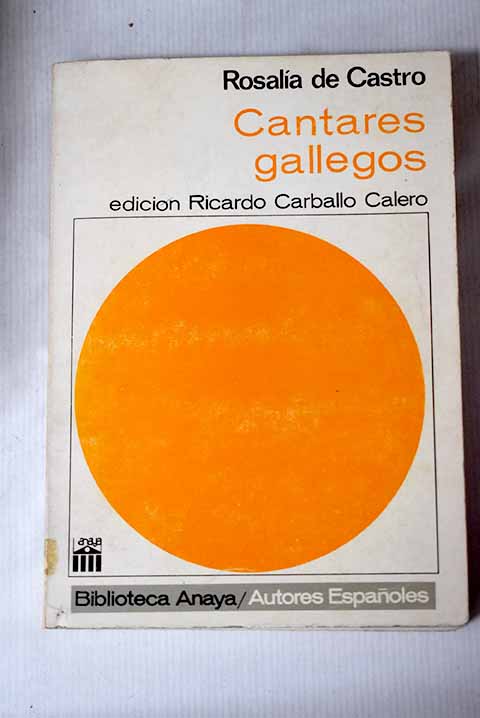 Rosalía de Castro
Cantares
gallegos
edicion Ricardo Carballo Calero
anaya
Biblioteca Anaya/Autores Españoles